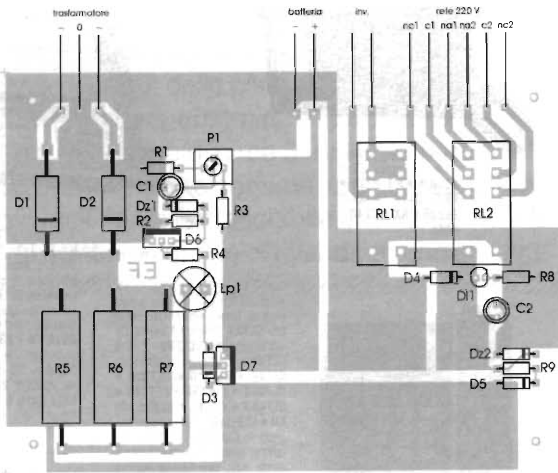 trasformatore
batteria
inv.
rete 220 V
~ 0 ~
– +
nc1 c1 na1 na2 c2 nc2
P1
R1
C1
D1
D2
Dz1
R2
R3
D6
R4
RL1
RL2
EF
Lp1
D4
Dl1
R8
C2
R5
R6
R7
D3
D7
Dz2
R9
D5